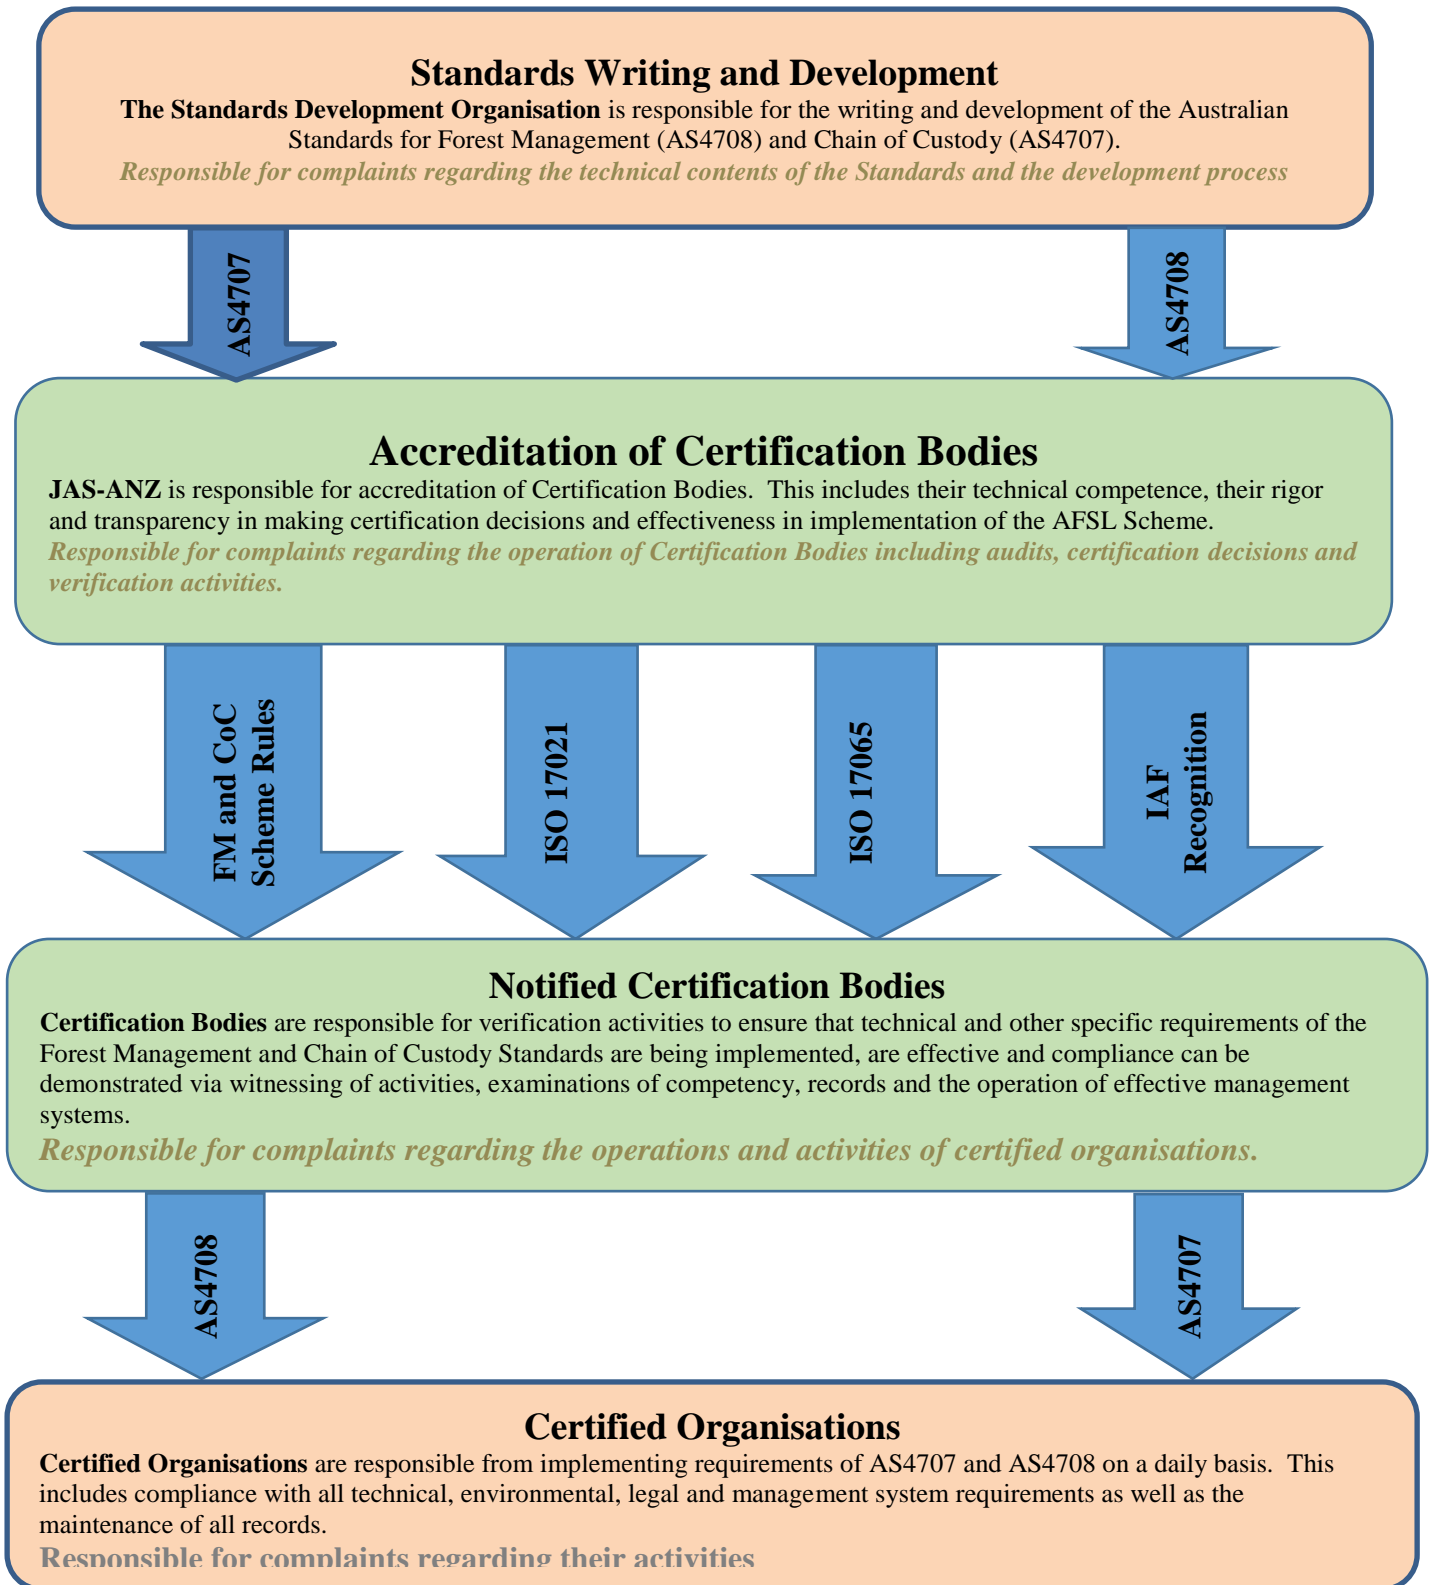 Standards Writing and Development
The Standards Development Organisation is responsible for the writing and development of the Australian
Standards for Forest Management (AS4708) and Chain of Custody (AS4707).
Responsible for complaints regarding the technical contents of the Standards and the development process
AS4707
AS4708
Accreditation of Certification Bodies
JAS-ANZ is responsible for accreditation of Certification Bodies.  This includes their technical competence, their rigor
and transparency in making certification decisions and effectiveness in implementation of the AFSL Scheme.
Responsible for complaints regarding the operation of Certification Bodies including audits, certification decisions and
verification activities.
FM and CoC
Scheme Rules
ISO 17021
ISO 17065
IAF
Recognition
Notified Certification Bodies
Certification Bodies are responsible for verification activities to ensure that technical and other specific requirements of the
Forest Management and Chain of Custody Standards are being implemented, are effective and compliance can be
demonstrated via witnessing of activities, examinations of competency, records and the operation of effective management
systems.
Responsible for complaints regarding the operations and activities of certified organisations.
AS4708
AS4707
Certified Organisations
Certified Organisations are responsible from implementing requirements of AS4707 and AS4708 on a daily basis.  This
includes compliance with all technical, environmental, legal and management system requirements as well as the
maintenance of all records.
Responsible for complaints regarding their activities